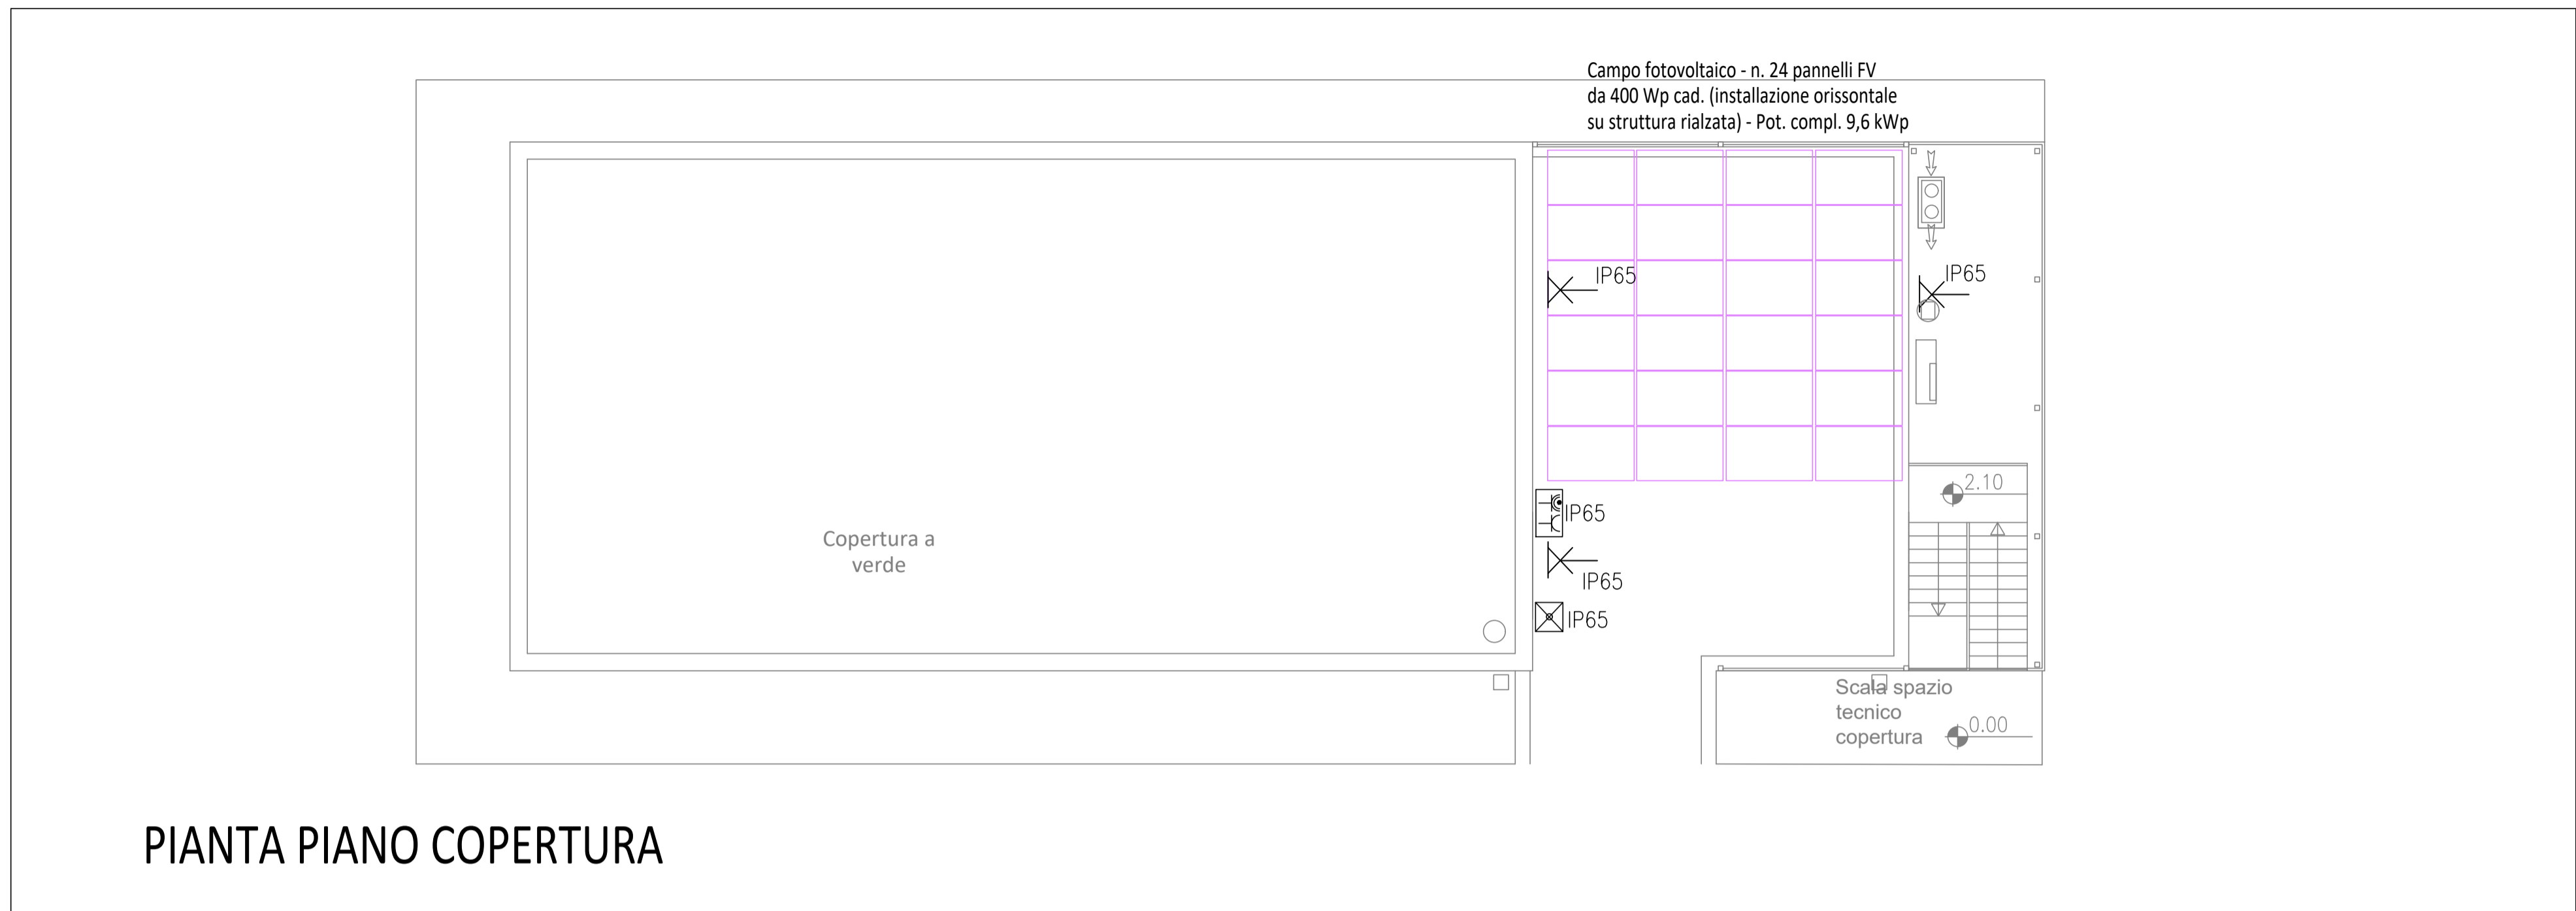 Campo fotovoltaico - n. 24 pannelli FV
da 400 Wp cad. (installazione orissontale
su struttura rialzata) - Pot. compl. 9,6 kWp
IP65
IP65
2.10
IP65
Copertura a
verde
IP65
IP65
Scala spazio
tecnico
copertura
0.00
PIANTA PIANO COPERTURA